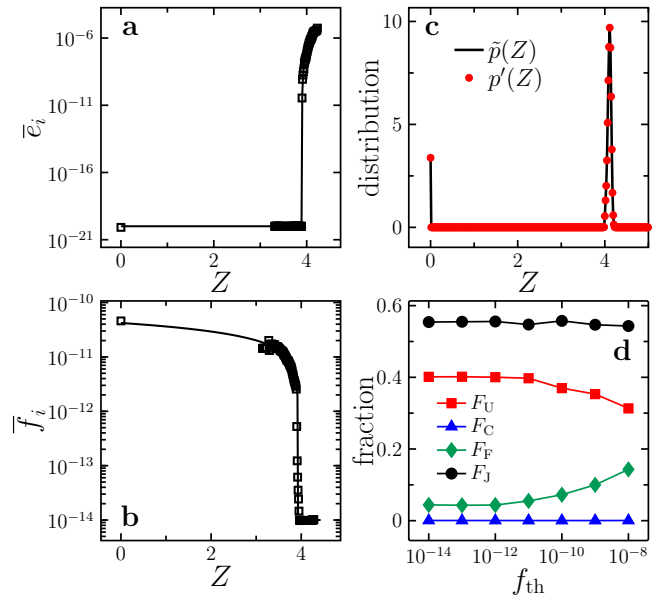 a
10⁻⁶
10⁻¹¹
10⁻¹⁶
10⁻²¹
e̅ᵢ
0
2
4
Z
c
p̃(Z)
p′(Z)
10
5
0
distribution
0
2
4
Z
b
10⁻¹⁰
10⁻¹¹
10⁻¹²
10⁻¹³
10⁻¹⁴
f̅ᵢ
0
2
4
Z
d
0.6
0.4
0.2
0
fraction
F_U
F_C
F_F
F_J
10⁻¹⁴
10⁻¹²
10⁻¹⁰
10⁻⁸
f_th